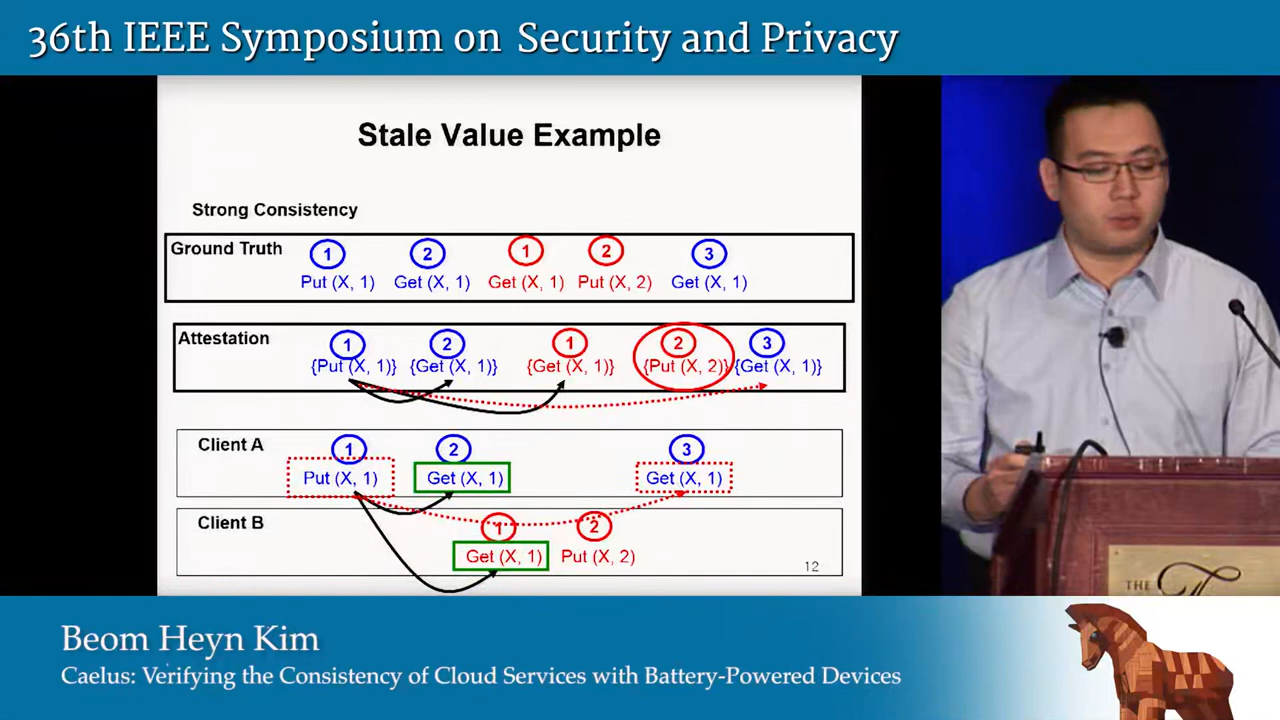 36th IEEE Symposium on Security and Privacy
Stale Value Example
Strong Consistency
Ground Truth
1 2 1 2 3
Put (X, 1) Get (X, 1) Get (X, 1) Put (X, 2) Get (X, 1)
Attestation
1 2 1 2 3
{Put (X, 1)} {Get (X, 1)} {Get (X, 1)} {Put (X, 2)} {Get (X, 1)}
Client A
1 2 3
Put (X, 1) Get (X, 1) Get (X, 1)
Client B
1 2
Get (X, 1) Put (X, 2)
12
THE
Beom Heyn Kim
Caelus: Verifying the Consistency of Cloud Services with Battery-Powered Devices